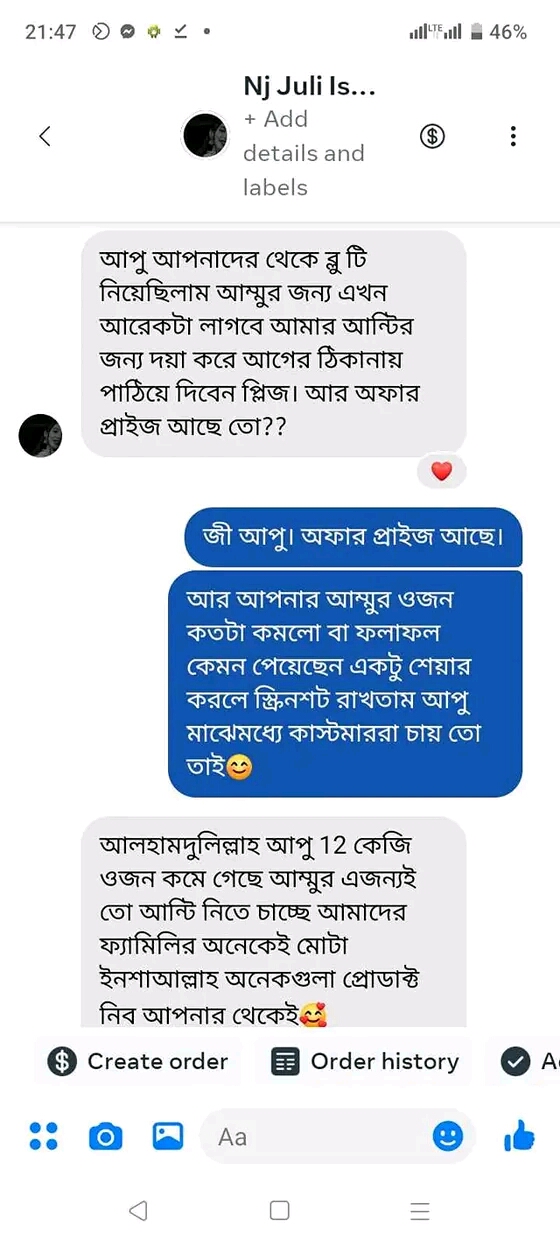 21:47
LTE
46%
Nj Juli Is...
+ Add
details and
labels
আপু আপনাদের থেকে ব্লু টি
নিয়েছিলাম আম্মুর জন্য এখন
আরেকটা লাগবে আমার আন্টির
জন্য দয়া করে আগের ঠিকানায়
পাঠিয়ে দিবেন প্লিজ। আর অফার
প্রাইজ আছে তো??
জী আপু। অফার প্রাইজ আছে।
আর আপনার আম্মুর ওজন
কতটা কমলো বা ফলাফল
কেমন পেয়েছেন একটু শেয়ার
করলে স্ক্রিনশট রাখতাম আপু
মাঝেমধ্যে কাস্টমাররা চায় তো
তাই😊
আলহামদুলিল্লাহ আপু 12 কেজি
ওজন কমে গেছে আম্মুর এজন্যই
তো আন্টি নিতে চাচ্ছে আমাদের
ফ্যামিলির অনেকেই মোটা
ইনশাআল্লাহ অনেকগুলা প্রোডাক্ট
নিব আপনার থেকেই🥰
Create order
Order history
A
Aa